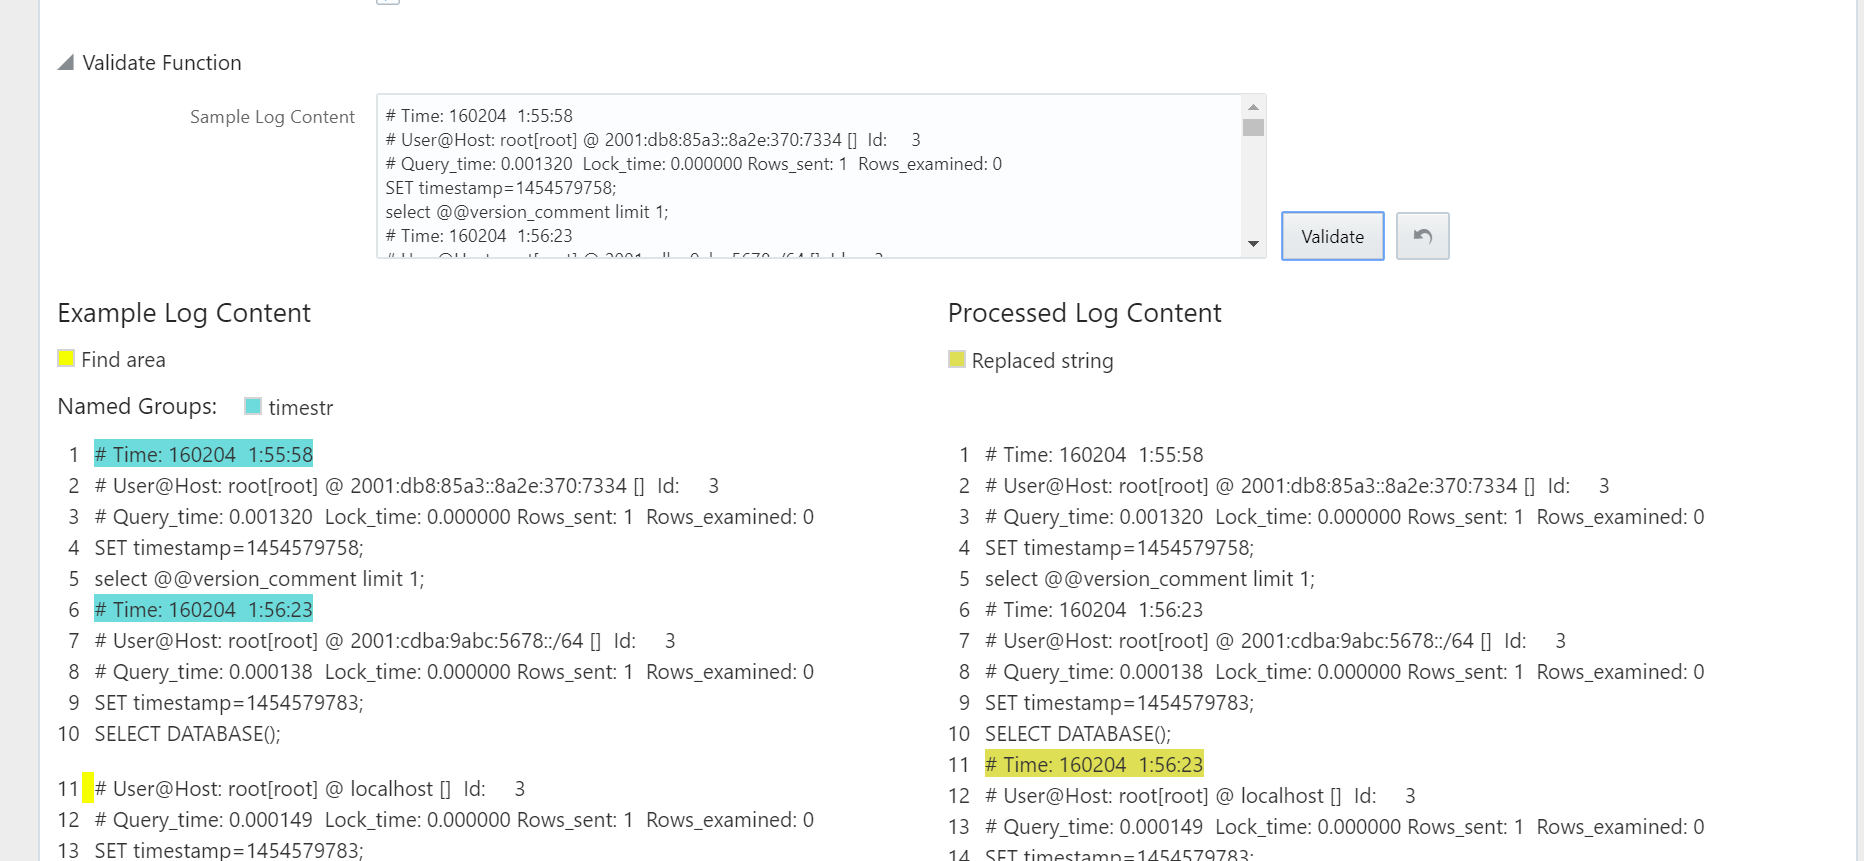 Validate Function
Sample Log Content
# Time: 160204  1:55:58
# User@Host: root[root] @ 2001:db8:85a3::8a2e:370:7334 []  Id:     3
# Query_time: 0.001320  Lock_time: 0.000000 Rows_sent: 1  Rows_examined: 0
SET timestamp=1454579758;
select @@version_comment limit 1;
# Time: 160204  1:56:23
Validate
Example Log Content
Find area
Named Groups: timestr
1 # Time: 160204  1:55:58
2 # User@Host: root[root] @ 2001:db8:85a3::8a2e:370:7334 []  Id:     3
3 # Query_time: 0.001320  Lock_time: 0.000000 Rows_sent: 1  Rows_examined: 0
4 SET timestamp=1454579758;
5 select @@version_comment limit 1;
6 # Time: 160204  1:56:23
7 # User@Host: root[root] @ 2001:cdba:9abc:5678::/64 []  Id:     3
8 # Query_time: 0.000138  Lock_time: 0.000000 Rows_sent: 1  Rows_examined: 0
9 SET timestamp=1454579783;
10 SELECT DATABASE();
11 # User@Host: root[root] @ localhost []  Id:     3
12 # Query_time: 0.000149  Lock_time: 0.000000 Rows_sent: 1  Rows_examined: 0
13 SET timestamp=1454579783;
Processed Log Content
Replaced string
1 # Time: 160204  1:55:58
2 # User@Host: root[root] @ 2001:db8:85a3::8a2e:370:7334 []  Id:     3
3 # Query_time: 0.001320  Lock_time: 0.000000 Rows_sent: 1  Rows_examined: 0
4 SET timestamp=1454579758;
5 select @@version_comment limit 1;
6 # Time: 160204  1:56:23
7 # User@Host: root[root] @ 2001:cdba:9abc:5678::/64 []  Id:     3
8 # Query_time: 0.000138  Lock_time: 0.000000 Rows_sent: 1  Rows_examined: 0
9 SET timestamp=1454579783;
10 SELECT DATABASE();
11 # Time: 160204  1:56:23
12 # User@Host: root[root] @ localhost []  Id:     3
13 # Query_time: 0.000149  Lock_time: 0.000000 Rows_sent: 1  Rows_examined: 0
14 SET timestamp=1454579783;